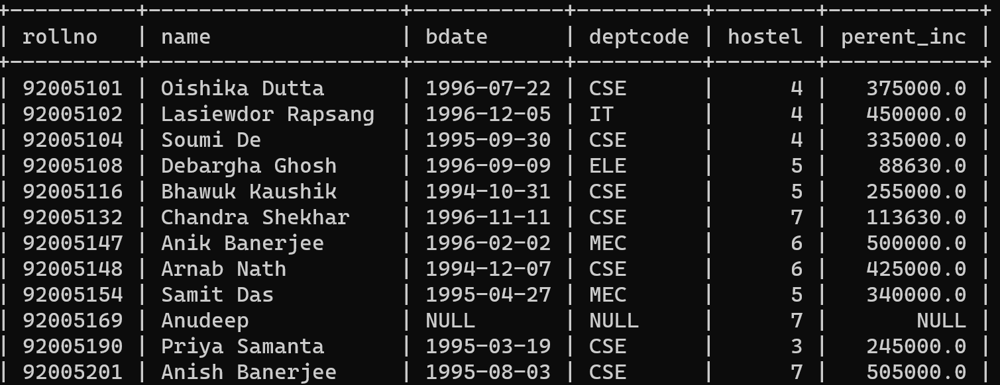 +----------+--------------------+------------+----------+--------+------------+
| rollno   | name               | bdate      | deptcode | hostel | perent_inc |
+----------+--------------------+------------+----------+--------+------------+
| 92005101 | Oishika Dutta      | 1996-07-22 | CSE      |      4 |   375000.0 |
| 92005102 | Lasiewdor Rapsang  | 1996-12-05 | IT       |      4 |   450000.0 |
| 92005104 | Soumi De           | 1995-09-30 | CSE      |      4 |   335000.0 |
| 92005108 | Debargha Ghosh     | 1996-09-09 | ELE      |      5 |    88630.0 |
| 92005116 | Bhawuk Kaushik     | 1994-10-31 | CSE      |      5 |   255000.0 |
| 92005132 | Chandra Shekhar    | 1996-11-11 | CSE      |      7 |   113630.0 |
| 92005147 | Anik Banerjee      | 1996-02-02 | MEC      |      6 |   500000.0 |
| 92005148 | Arnab Nath         | 1994-12-07 | CSE      |      6 |   425000.0 |
| 92005154 | Samit Das          | 1995-04-27 | MEC      |      5 |   340000.0 |
| 92005169 | Anudeep            | NULL       | NULL     |      7 |       NULL |
| 92005190 | Priya Samanta      | 1995-03-19 | CSE      |      3 |   245000.0 |
| 92005201 | Anish Banerjee     | 1995-08-03 | CSE      |      7 |   505000.0 |